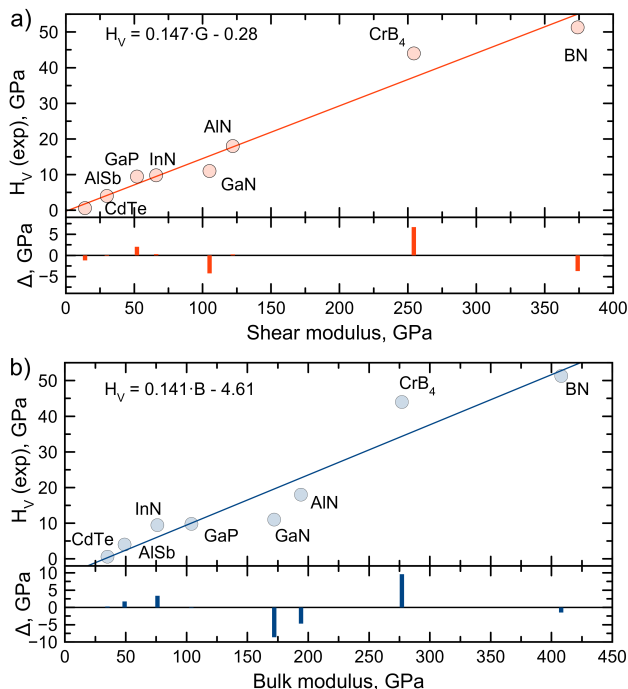 a)
H_V = 0.147·G - 0.28
CrB_4
BN
AlN
GaP
InN
GaN
AlSb
CdTe
H_V (exp), GPa
50
40
30
20
10
0
Δ, GPa
5
0
−5
0 50 100 150 200 250 300 350 400
Shear modulus, GPa
b)
H_V = 0.141·B - 4.61
CrB_4
BN
InN
AlN
CdTe
AlSb
GaP
GaN
H_V (exp), GPa
50
40
30
20
10
0
Δ, GPa
10
5
0
−5
−10
0 50 100 150 200 250 300 350 400 450
Bulk modulus, GPa